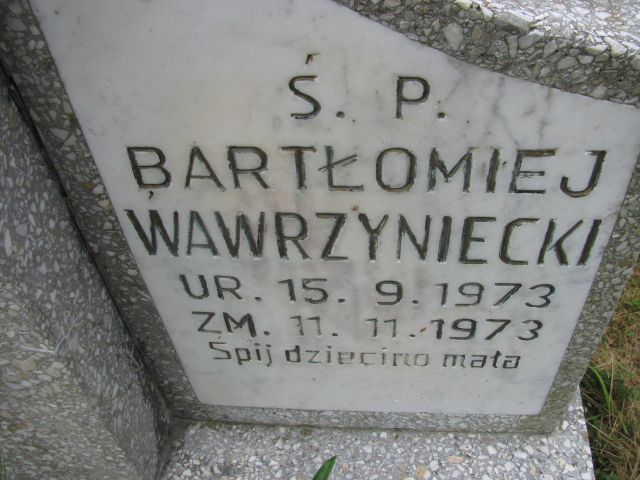 Ś. P.
BARTŁOMIEJ
WAWRZYNIECKI
UR. 15. 9. 1973
ZM. 11. 11. 1973
Śpij dziecino mała